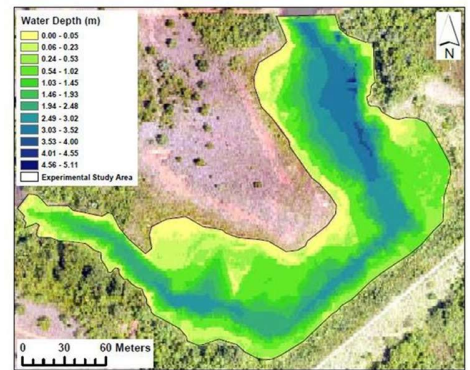 Water Depth (m)
0.00 - 0.05
0.06 - 0.23
0.24 - 0.53
0.54 - 1.02
1.03 - 1.45
1.46 - 1.93
1.94 - 2.48
2.49 - 3.02
3.03 - 3.52
3.53 - 4.00
4.01 - 4.55
4.56 - 5.11
Experimental Study Area
N
0 30 60 Meters